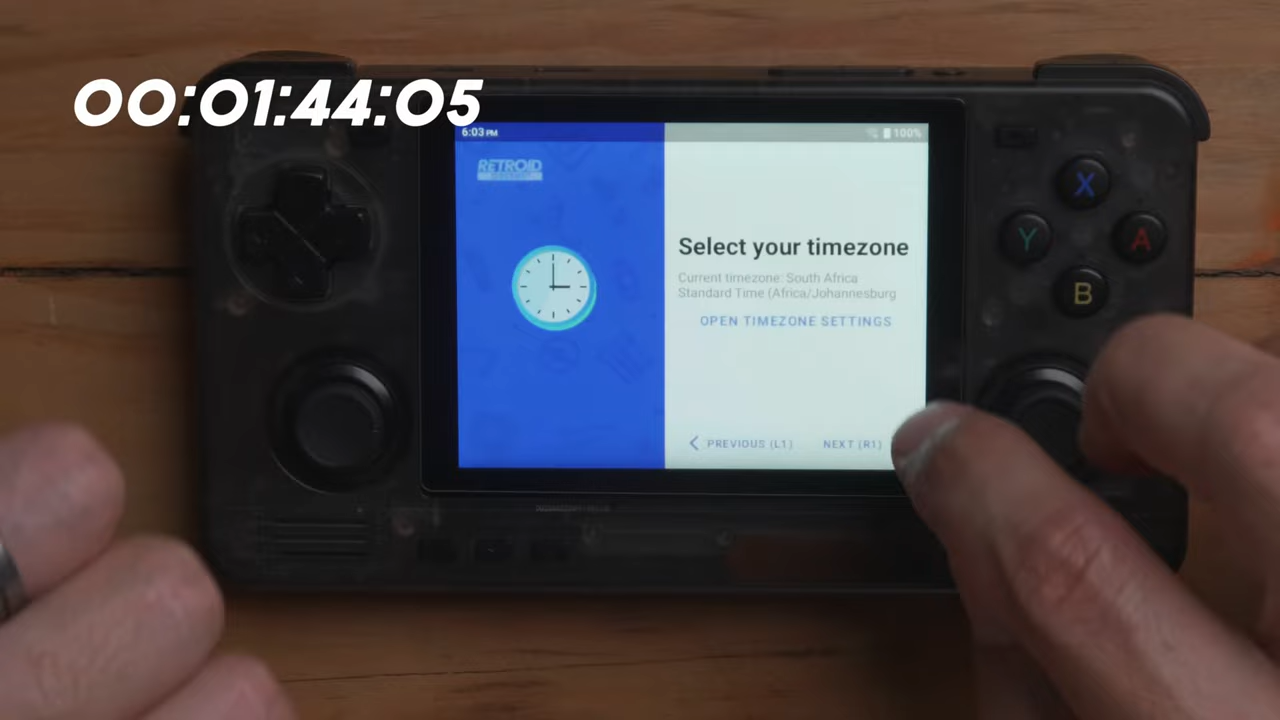 00:01:44:05
6:03 PM
100%
RETROID
Select your timezone
Current timezone: South Africa
Standard Time (Africa/Johannesburg
OPEN TIMEZONE SETTINGS
PREVIOUS (L1)
NEXT (R1)
X
Y
A
B